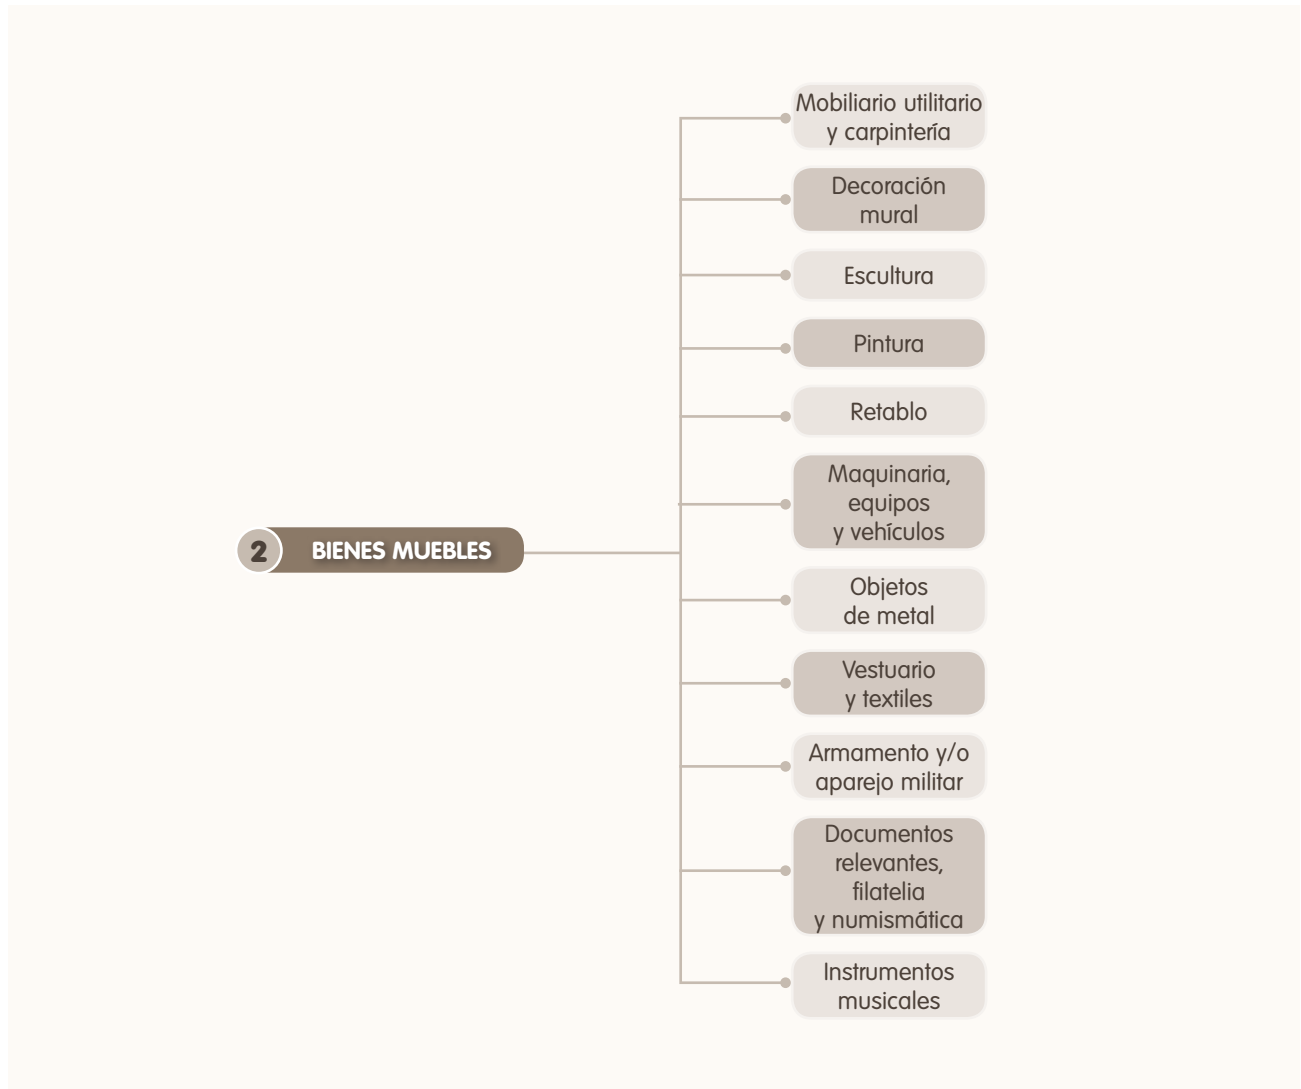 Mobiliario utilitario
y carpintería
Decoración
mural
Escultura
Pintura
Retablo
Maquinaria,
equipos
y vehículos
2 BIENES MUEBLES
Objetos
de metal
Vestuario
y textiles
Armamento y/o
aparejo militar
Documentos
relevantes,
filatelia
y numismática
Instrumentos
musicales